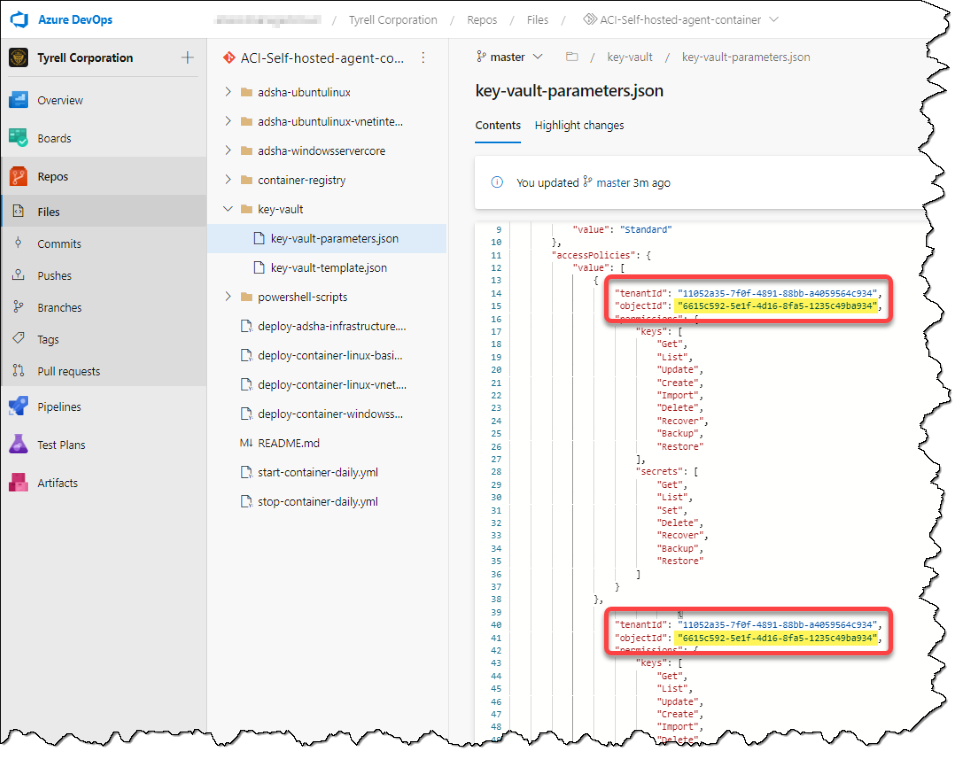 Azure DevOps
/ Tyrell Corporation / Repos / Files / ACI-Self-hosted-agent-container
Tyrell Corporation
Overview
Boards
Repos
Files
Commits
Pushes
Branches
Tags
Pull requests
Pipelines
Test Plans
Artifacts
ACI-Self-hosted-agent-co...
adsha-ubuntulinux
adsha-ubuntulinux-vnetinte...
adsha-windowsservercore
container-registry
key-vault
key-vault-parameters.json
key-vault-template.json
powershell-scripts
deploy-adsha-infrastructure....
deploy-container-linux-basi...
deploy-container-linux-vnet....
deploy-container-windowsse...
M↓ README.md
start-container-daily.yml
stop-container-daily.yml
master / key-vault / key-vault-parameters.json
key-vault-parameters.json
Contents Highlight changes
You updated master 3m ago
9 "value": "Standard"
10 },
11 "accessPolicies": {
12 "value": [
13 {
14 "tenantId": "11052a35-7f0f-4891-88bb-a4059564c934",
15 "objectId": "6615c592-5e1f-4d16-8fa5-1235c49ba934",
16 "permissions": {
17 "keys": [
18 "Get",
19 "List",
20 "Update",
21 "Create",
22 "Import",
23 "Delete",
24 "Recover",
25 "Backup",
26 "Restore"
27 ],
28 "secrets": [
29 "Get",
30 "List",
31 "Set",
32 "Delete",
33 "Recover",
34 "Backup",
35 "Restore"
36 ]
37 }
38 },
39 {
40 "tenantId": "11052a35-7f0f-4891-88bb-a4059564c934",
41 "objectId": "6615c592-5e1f-4d16-8fa5-1235c49ba934",
42 "permissions": {
43 "keys": [
44 "Get",
45 "List",
46 "Update",
47 "Create",
48 "Import",
49 "Delete",